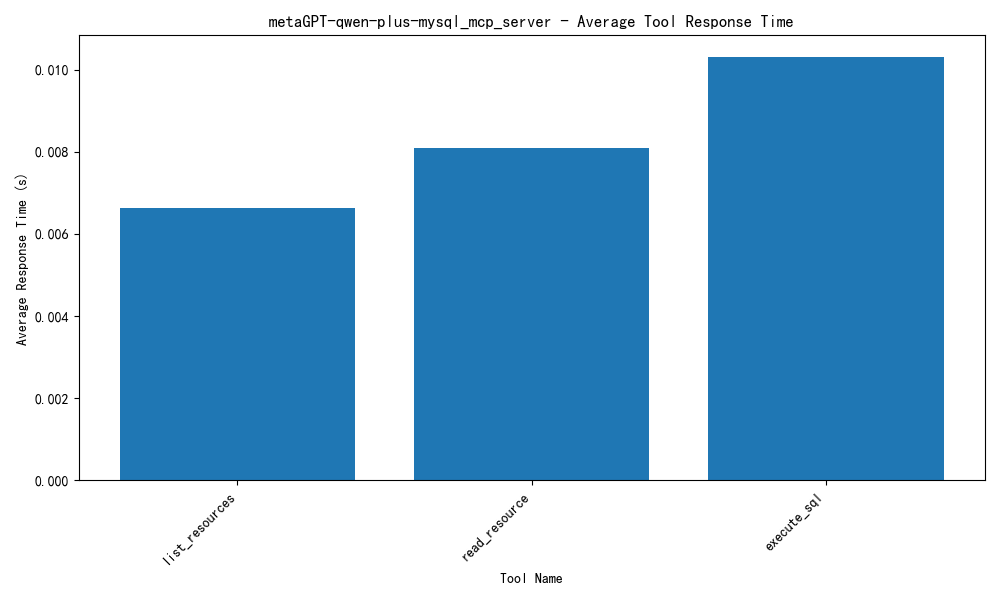 metaGPT-qwen-plus-mysql_mcp_server - Average Tool Response Time
Average Response Time (s)
0.010
0.008
0.006
0.004
0.002
0.000
list_resources
read_resource
execute_sql
Tool Name